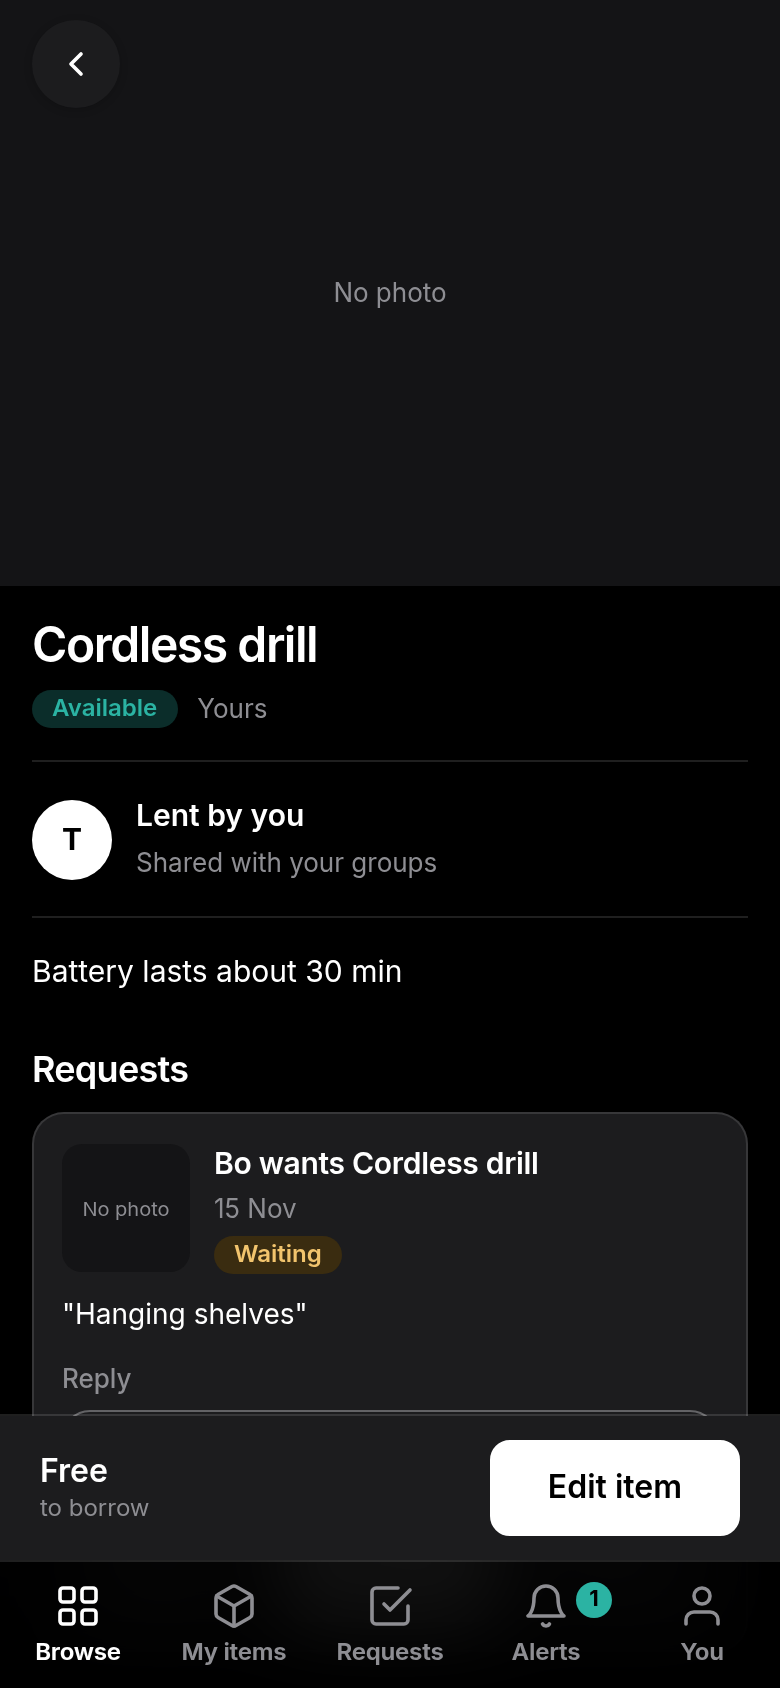 No photo
Cordless drill
Available
Yours
T
Lent by you
Shared with your groups
Battery lasts about 30 min
Requests
No photo
Bo wants Cordless drill
15 Nov
Waiting
"Hanging shelves"
Reply
Free
to borrow
Edit item
1
Browse
My items
Requests
Alerts
You